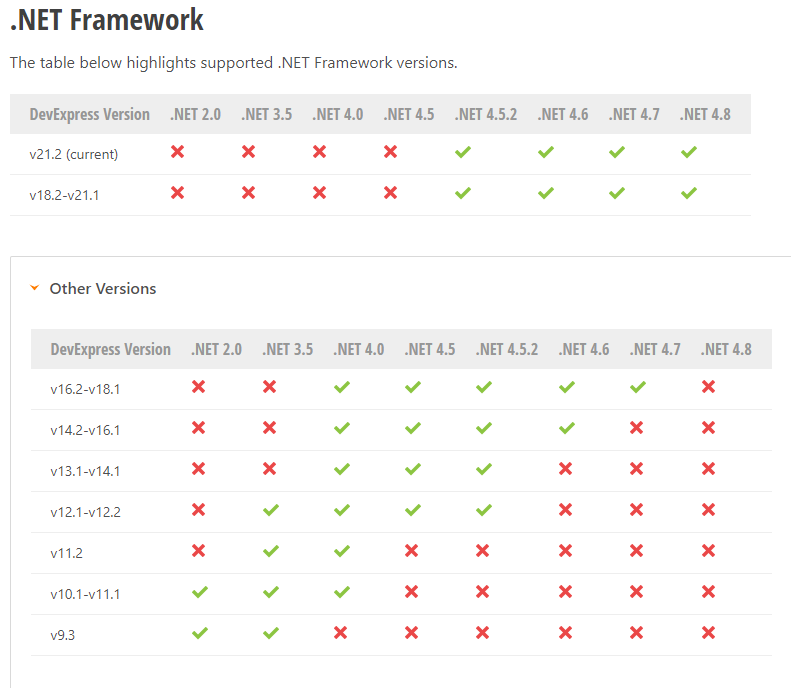 .NET Framework
The table below highlights supported .NET Framework versions.
DevExpress Version .NET 2.0 .NET 3.5 .NET 4.0 .NET 4.5 .NET 4.5.2 .NET 4.6 .NET 4.7 .NET 4.8
v21.2 (current)
v18.2-v21.1
Other Versions
DevExpress Version .NET 2.0 .NET 3.5 .NET 4.0 .NET 4.5 .NET 4.5.2 .NET 4.6 .NET 4.7 .NET 4.8
v16.2-v18.1
v14.2-v16.1
v13.1-v14.1
v12.1-v12.2
v11.2
v10.1-v11.1
v9.3